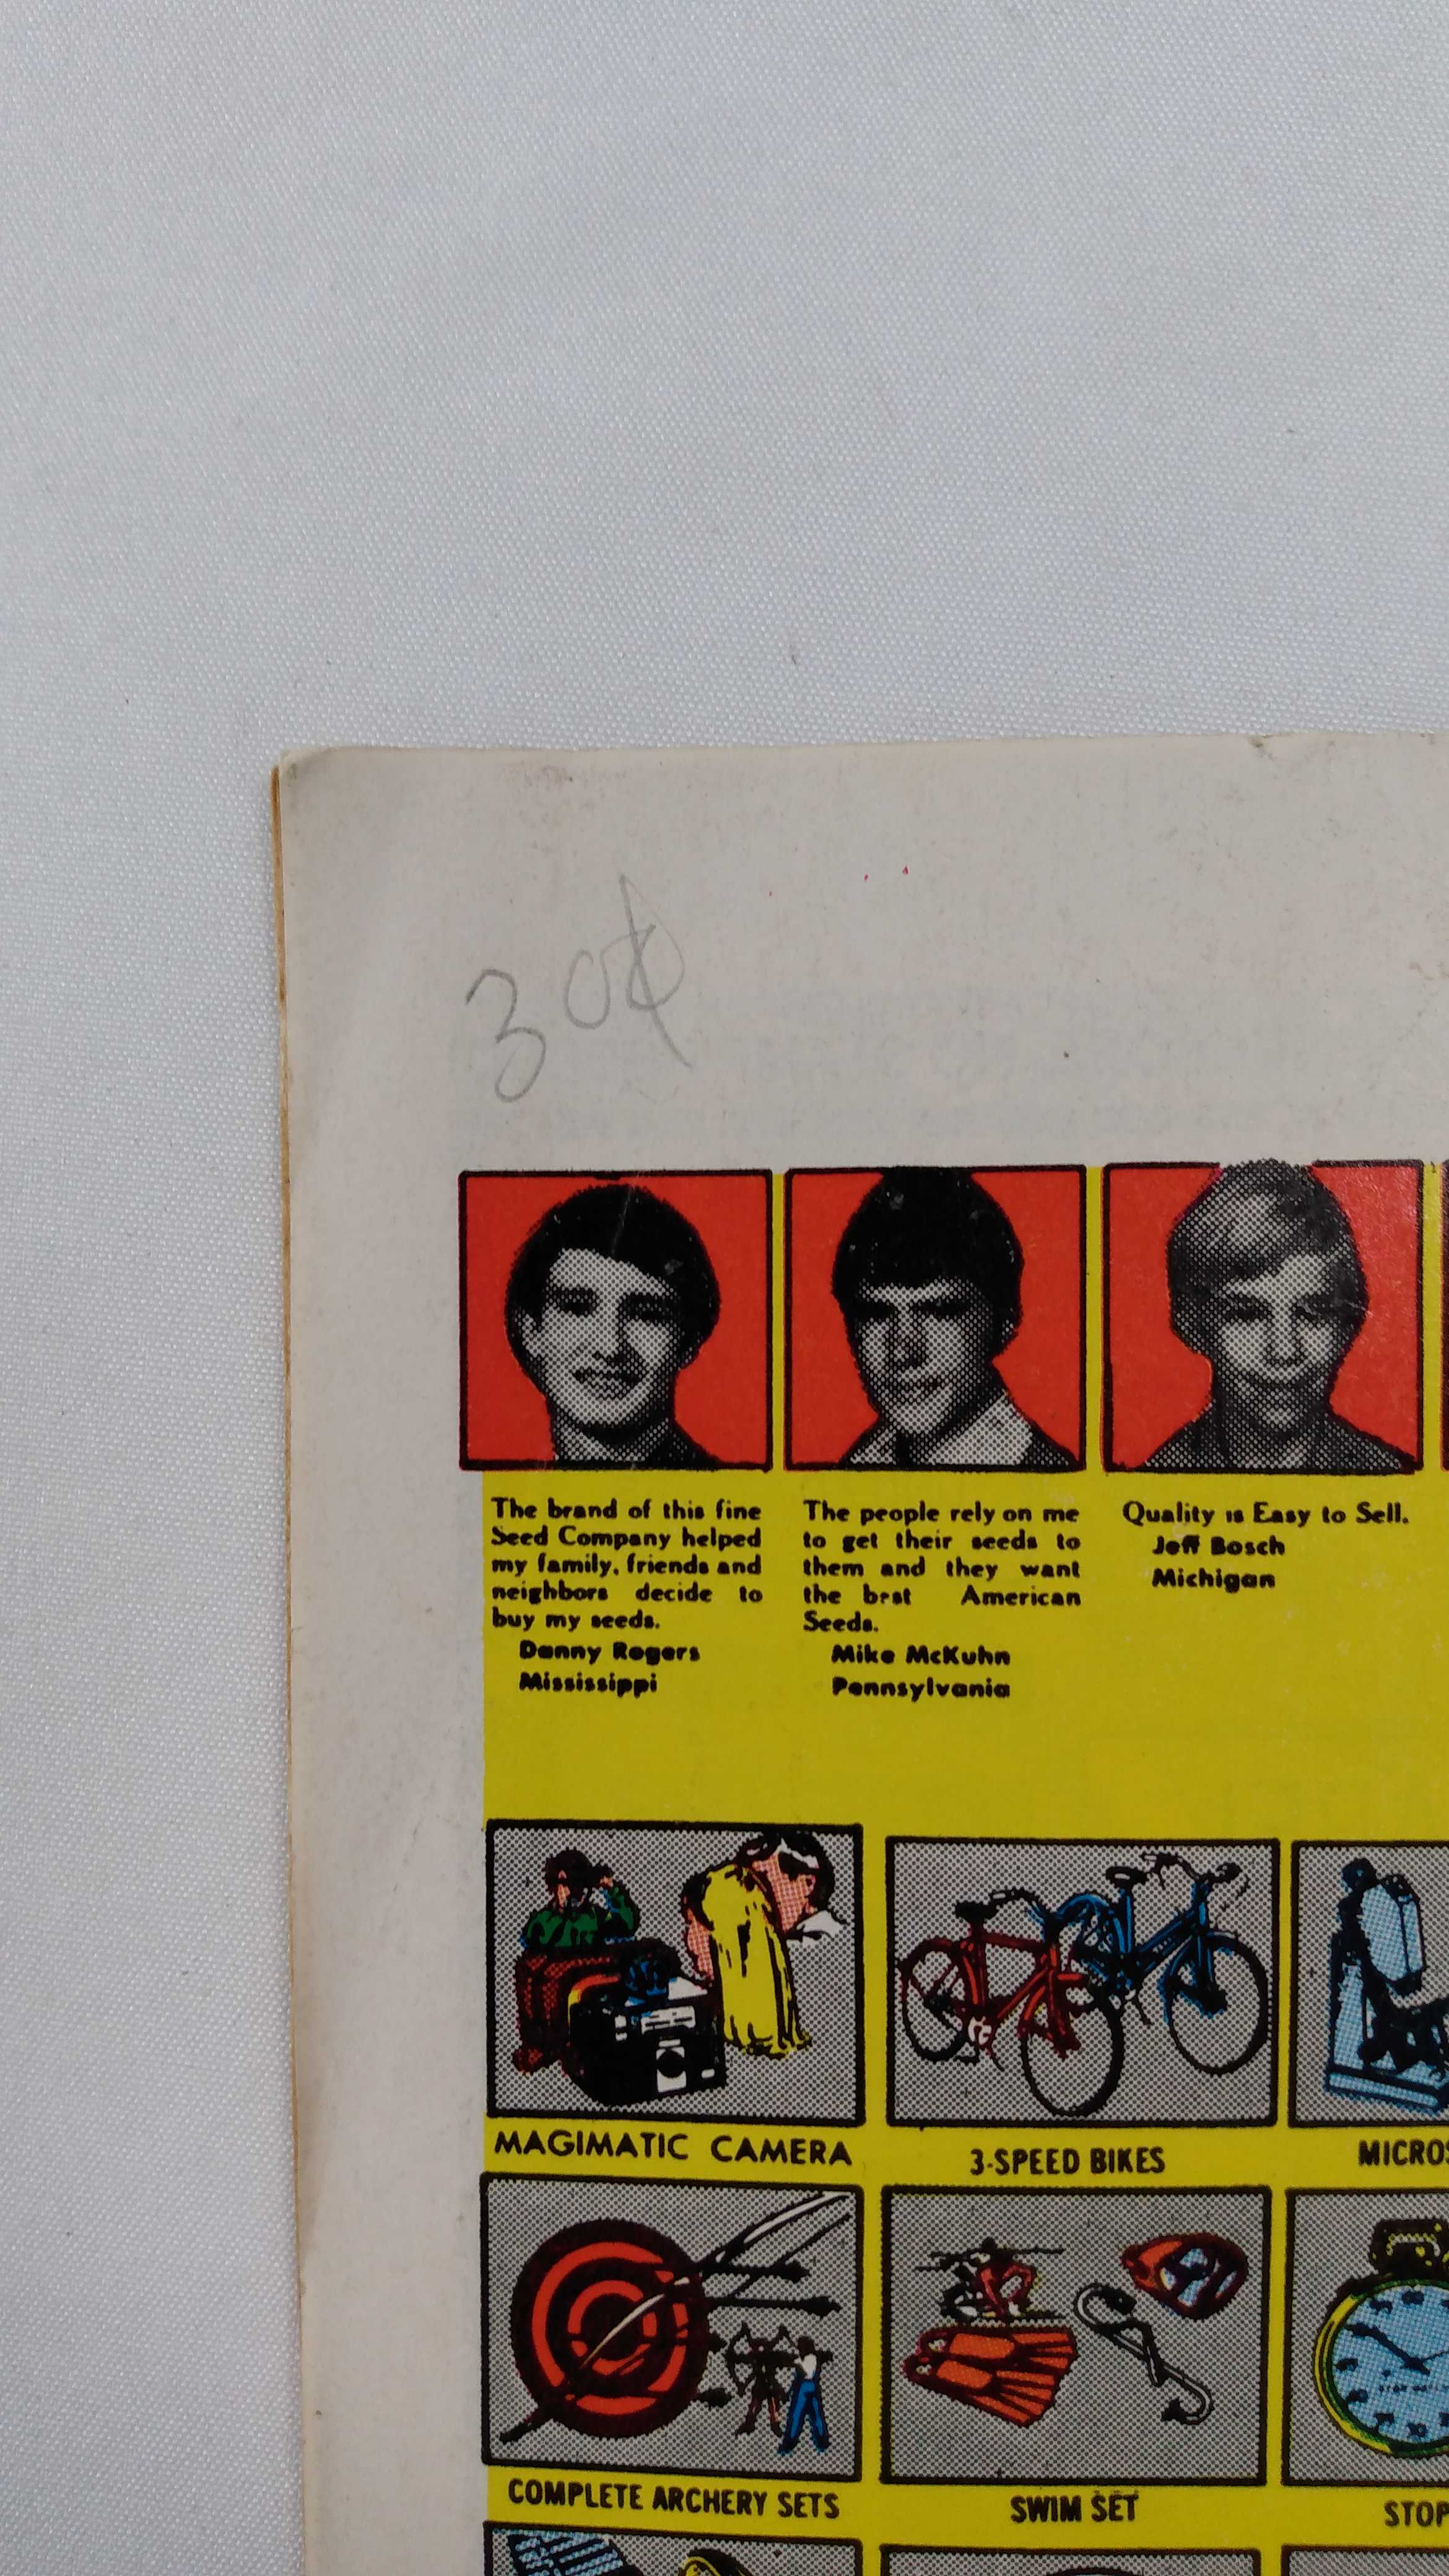 30¢
The brand of this fine
Seed Company helped
my family, friends and
neighbors decide to
buy my seeds.
Danny Rogers
Mississippi
The people rely on me
to get their seeds to
them and they want
the best American
Seeds.
Mike McKuhn
Pennsylvania
Quality is Easy to Sell.
Jeff Bosch
Michigan
MAGIMATIC CAMERA
3-SPEED BIKES
MICROS
COMPLETE ARCHERY SETS
SWIM SET
STOP